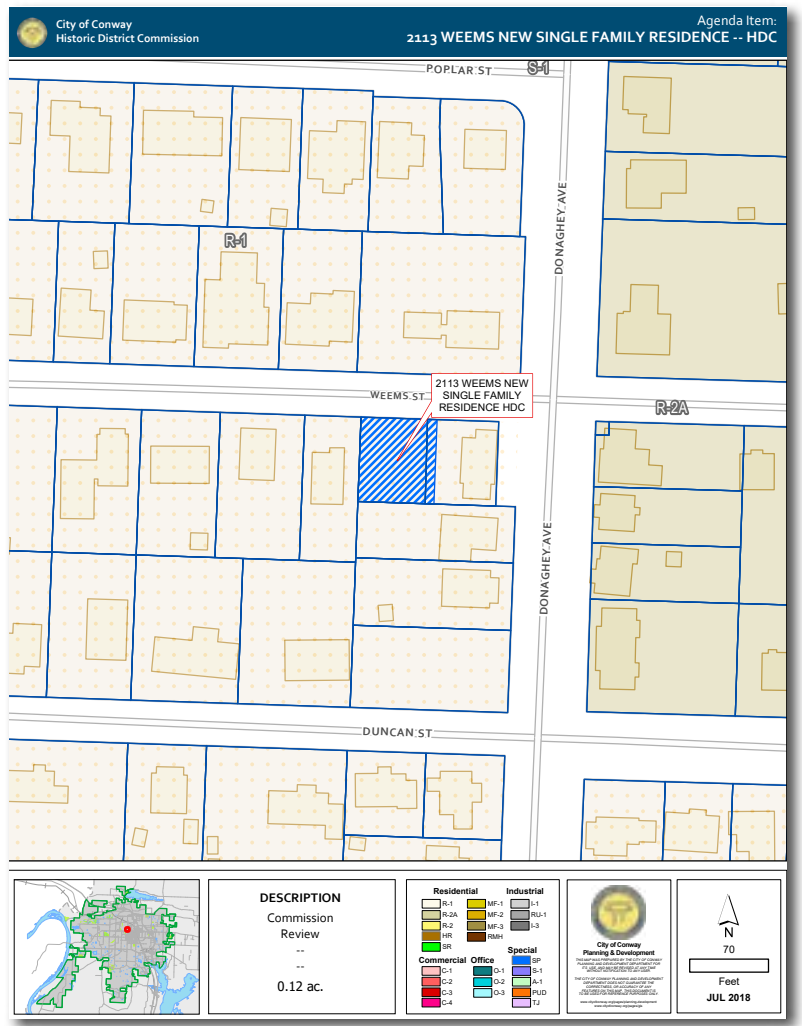 City of Conway
Historic District Commission
Agenda Item:
2113 WEEMS NEW SINGLE FAMILY RESIDENCE -- HDC
POPLAR ST
S-1
DONAGHEY AVE
R-1
WEEMS ST
2113 WEEMS NEW
SINGLE FAMILY
RESIDENCE HDC
R-2A
DONAGHEY AVE
DUNCAN ST
DESCRIPTION
Commission
Review
--
--
0.12 ac.
Residential
R-1
R-2A
R-2
HR
SR
MF-1
MF-2
MF-3
RMH
Industrial
I-1
RU-1
I-3
Commercial
C-1
C-2
C-3
C-4
Office
O-1
O-2
O-3
Special
SP
S-1
A-1
PUD
TJ
City of Conway
Planning & Development
N
70
Feet
JUL 2018